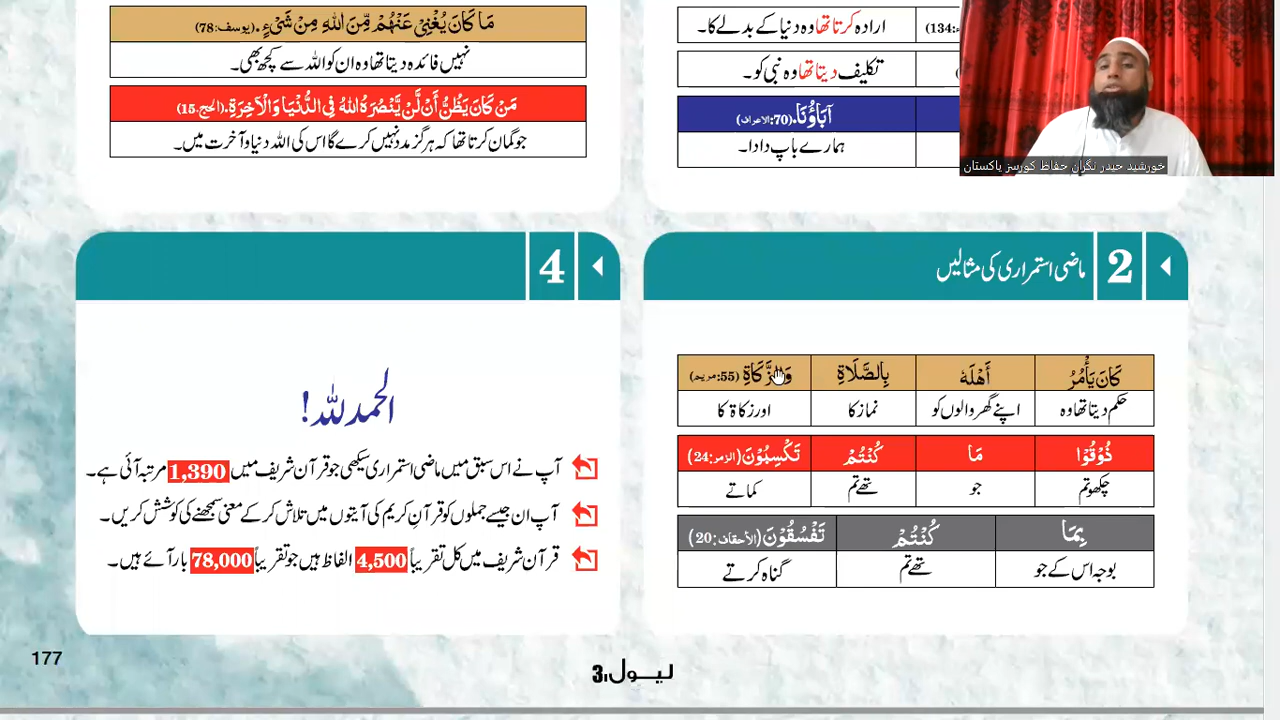 ارادہ کرتا تھا وہ دنیا کے بدلے کا۔ :134)
تکلیف دیتا تھا وہ نبی کو۔
آبَاؤُنَا۔ (الاعراف:70)
ہمارے باپ دادا۔
مَا كَانَ يُغْنِيْ عَنْهُمْ مِّنَ اللهِ مِنْ شَيْءٍ۔ (یوسف:78)
نہیں فائدہ دیتا تھا وہ ان کو اللہ سے کچھ بھی۔
مَنْ كَانَ يَظُنُّ أَنْ لَّنْ يَّنْصُرَهُ اللهُ فِي الدُّنْيَا وَالْآخِرَةِ۔ (الحج:15)
جو گمان کرتا تھا کہ ہرگز مدد نہیں کرے گا اس کی اللہ دنیا و آخرت میں۔
خورشید حیدر نگران حفاظ کورسز پاکستان
2 ماضی استمراری کی مثالیں
كَانَ يَأْمُرُ أَهْلَهٗ بِالصَّلَاةِ وَالزَّكَاةِ (مریم:55)
حکم دیتا تھا وہ اپنے گھر والوں کو نماز کا اور زکاۃ کا
ذُوْقُوْا مَا كُنْتُمْ تَكْسِبُوْنَ (الزمر:24)
چکھو تم جو تھے تم کماتے
بِمَا كُنْتُمْ تَفْسُقُوْنَ (الأحقاف:20)
بوجہ اس کے جو تھے تم گناہ کرتے
4
الحمد للہ!
آپ نے اس سبق میں ماضی استمراری سیکھی جو قرآن شریف میں 1,390 مرتبہ آئی ہے۔
آپ ان جیسے جملوں کو قرآنِ کریم کی آیتوں میں تلاش کر کے معنی سمجھنے کی کوشش کریں۔
قرآن شریف میں کل تقریباً 4,500 الفاظ ہیں جو تقریباً 78,000 بار آئے ہیں۔
لیول 3،
177